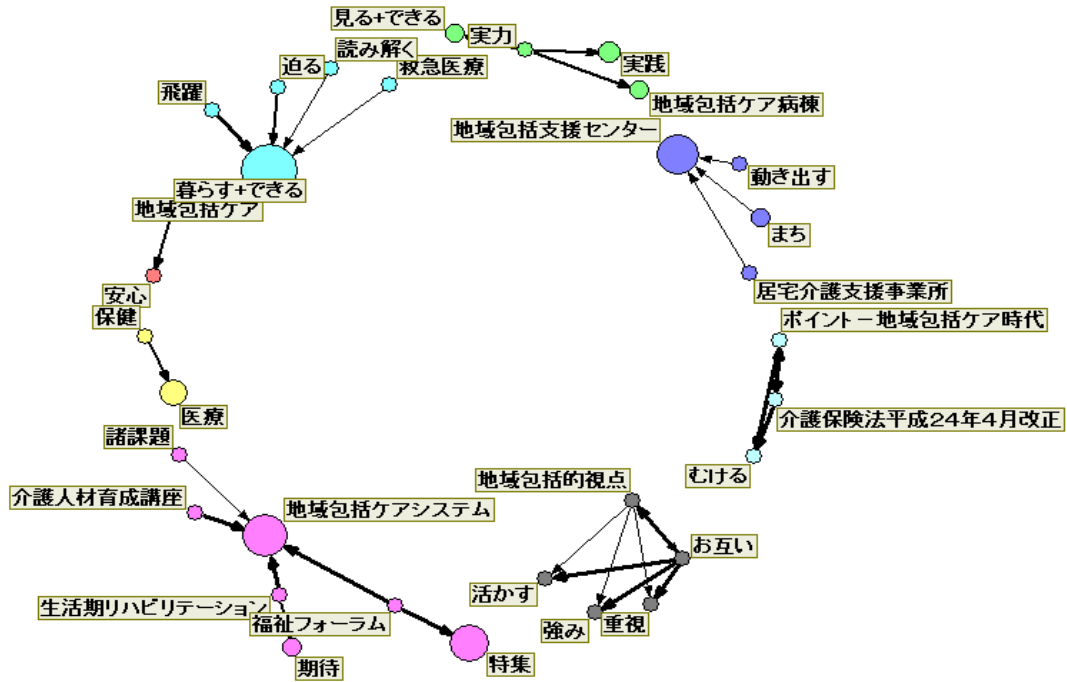 見る+できる
実力
読み解く
実践
迫る
救急医療
飛躍
地域包括ケア病棟
地域包括支援センター
動き出す
暮らす+できる
地域包括ケア
まち
安心
居宅介護支援事業所
保健
ポイントー地域包括ケア時代
医療
介護保険法平成24年4月改正
諸課題
むける
地域包括的視点
介護人材育成講座
地域包括ケアシステム
お互い
活かす
生活期リハビリテーション
福祉フォーラム
強み
重視
期待
特集